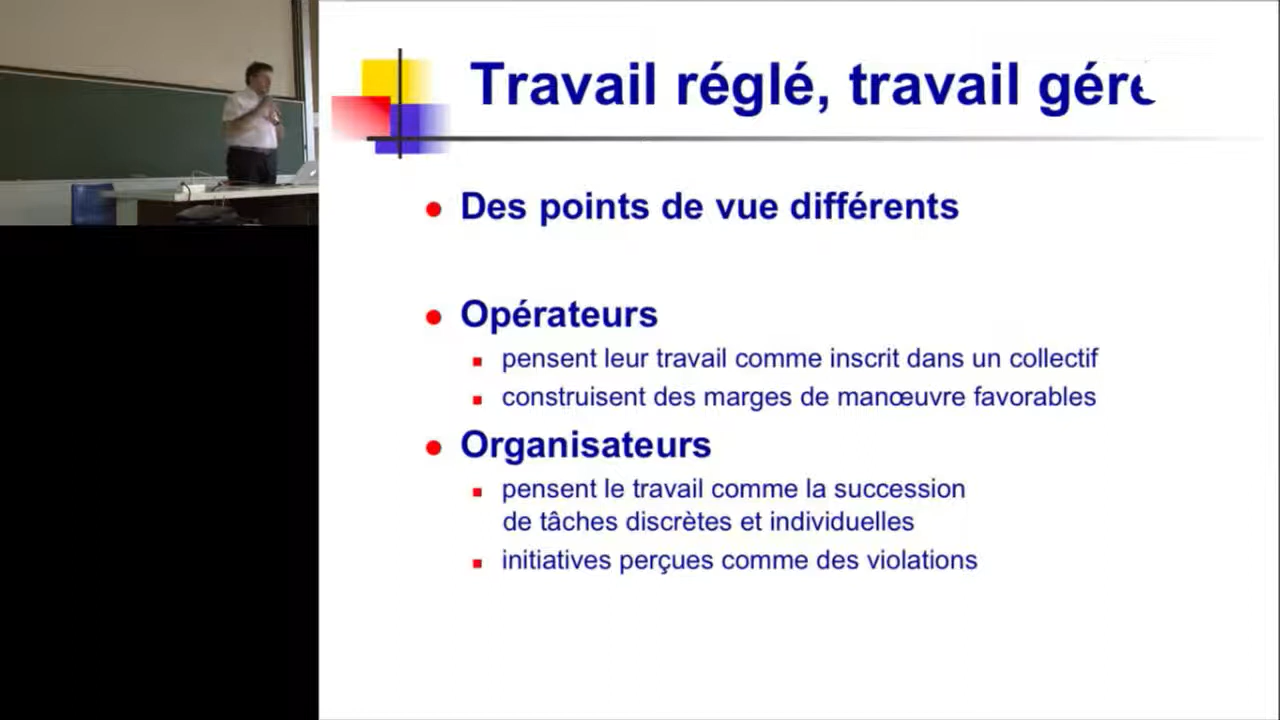 Travail réglé, travail géré
Des points de vue différents
Opérateurs
pensent leur travail comme inscrit dans un collectif
construisent des marges de manœuvre favorables
Organisateurs
pensent le travail comme la succession
de tâches discrètes et individuelles
initiatives perçues comme des violations